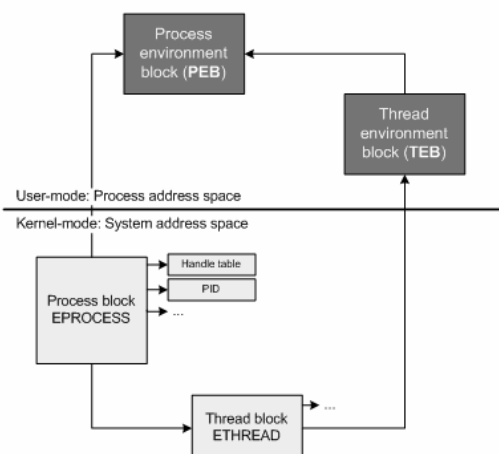 Process
environment
block (PEB)
Thread
environment
block (TEB)
User-mode: Process address space
Kernel-mode: System address space
Handle table
Process block
EPROCESS
PID
...
Thread block
ETHREAD
...